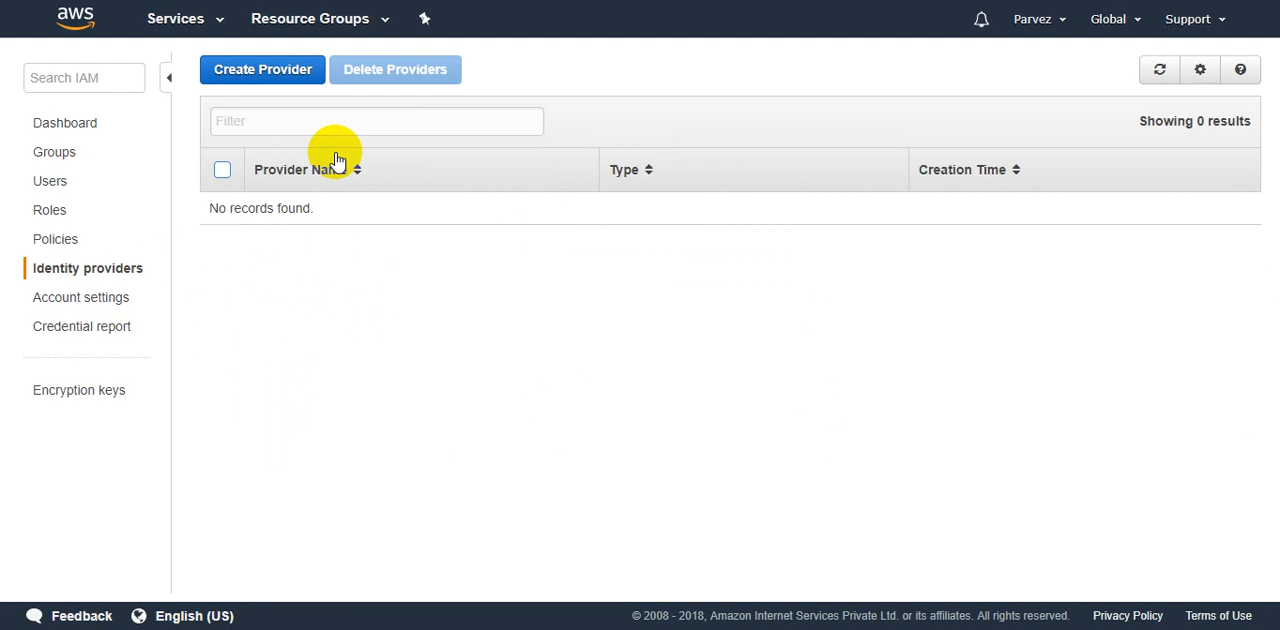 aws Services Resource Groups Parvez Global Support
Search IAM
Create Provider Delete Providers
Filter
Showing 0 results
Dashboard
Groups
Users
Roles
Policies
Identity providers
Account settings
Credential report
Encryption keys
Provider Name Type Creation Time
No records found.
Feedback English (US) © 2008 - 2018, Amazon Internet Services Private Ltd. or its affiliates. All rights reserved. Privacy Policy Terms of Use